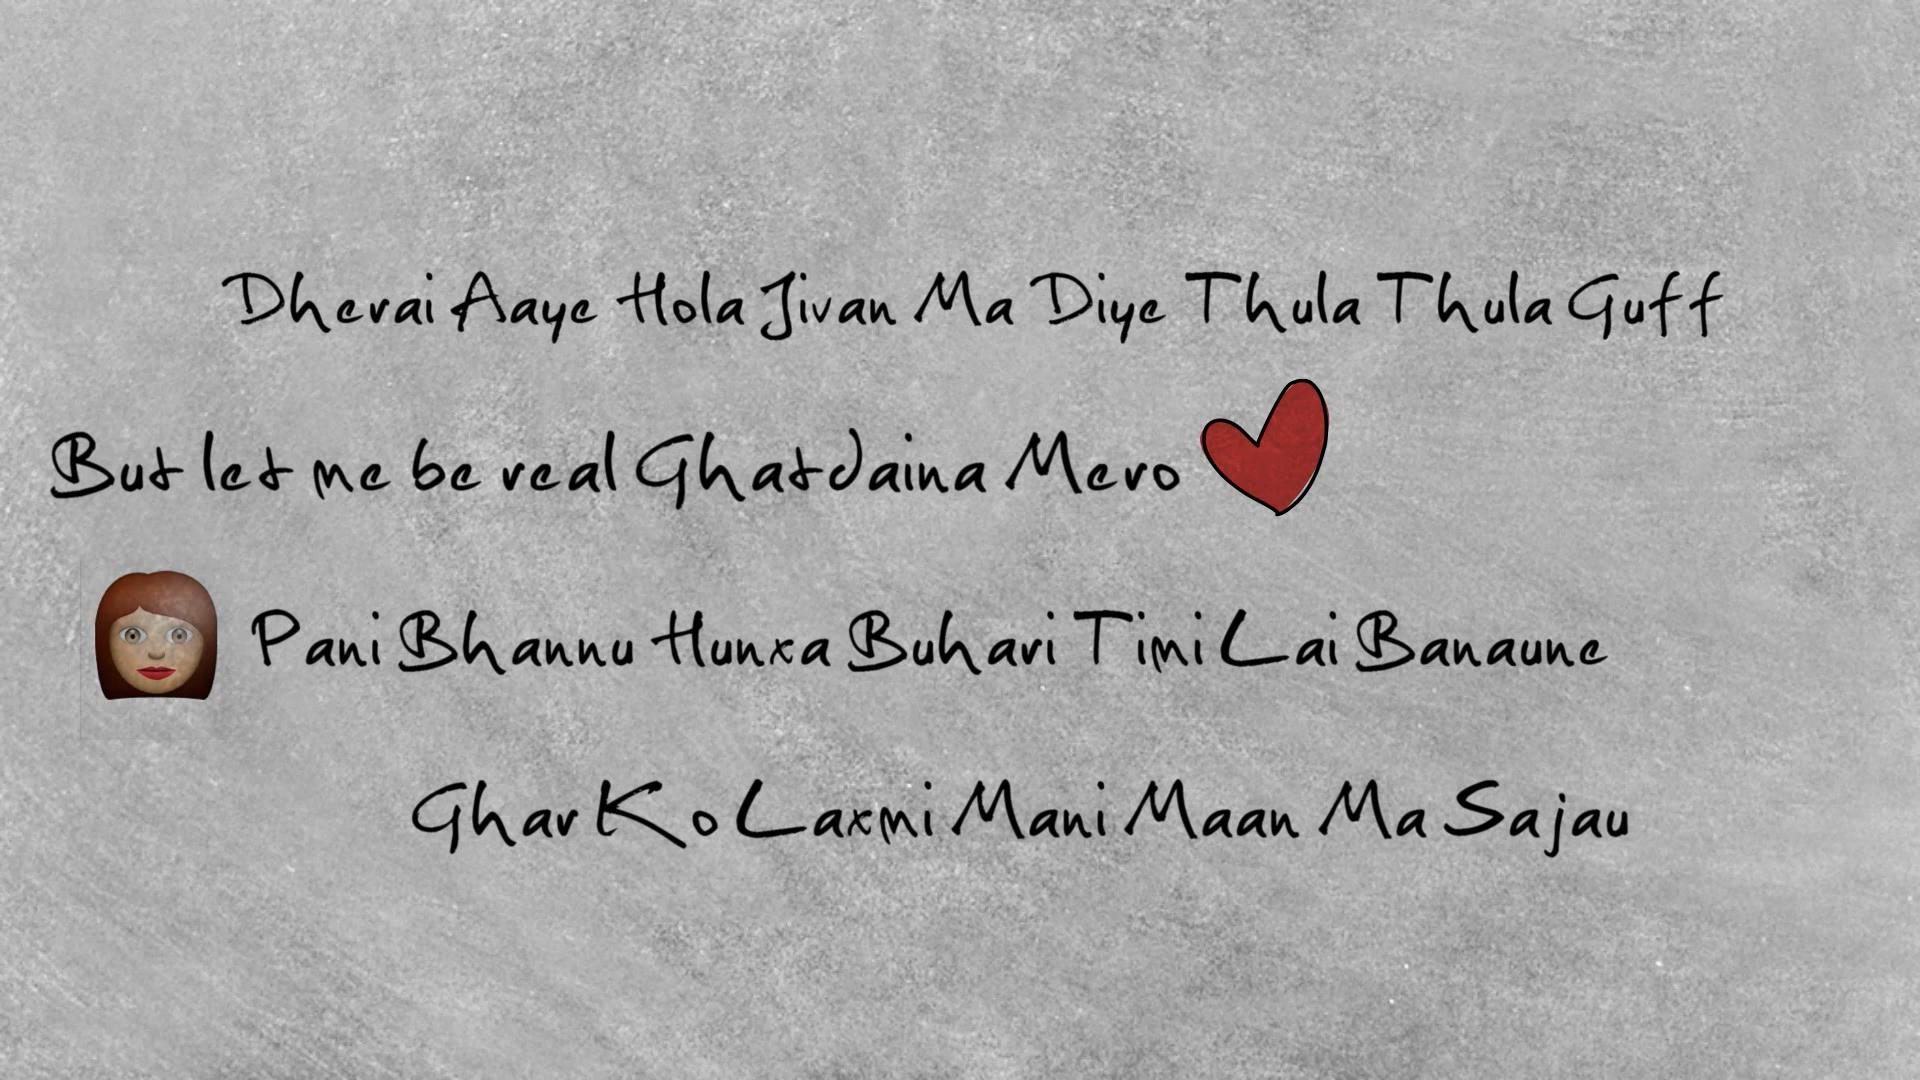 Dherai Aaye Hola Jivan Ma Diye Thula Thula Guff
But let me be real Ghatdaina Mero
Pani Bhannu Hunxa Buhari Timi Lai Banaune
Ghar Ko Laxmi Mani Maan Ma Sajau